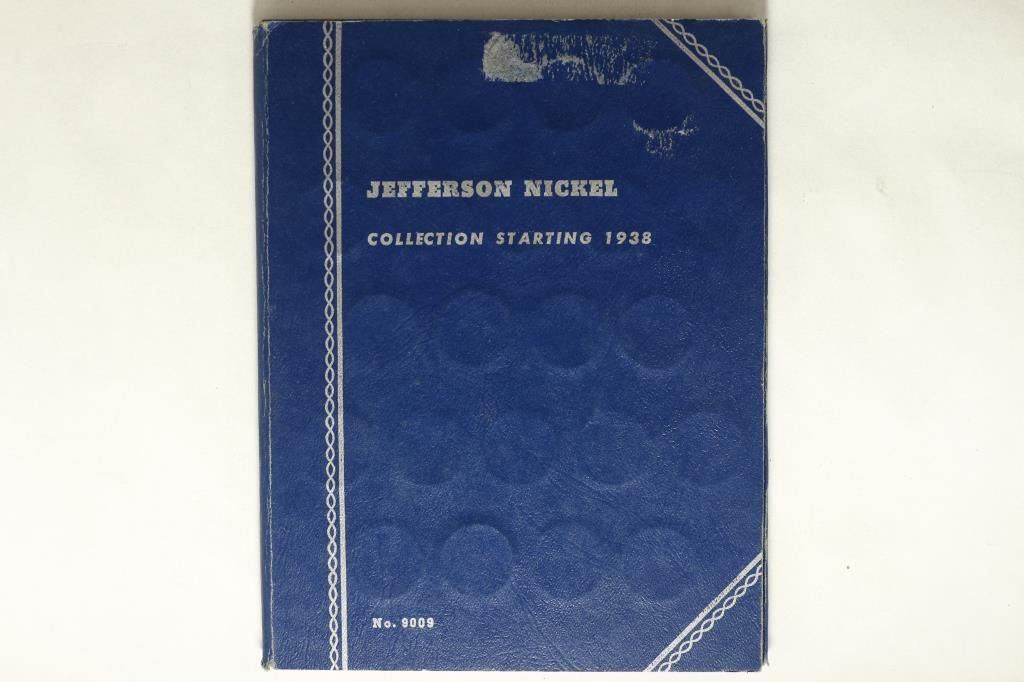 JEFFERSON NICKEL
COLLECTION STARTING 1938
No. 9009